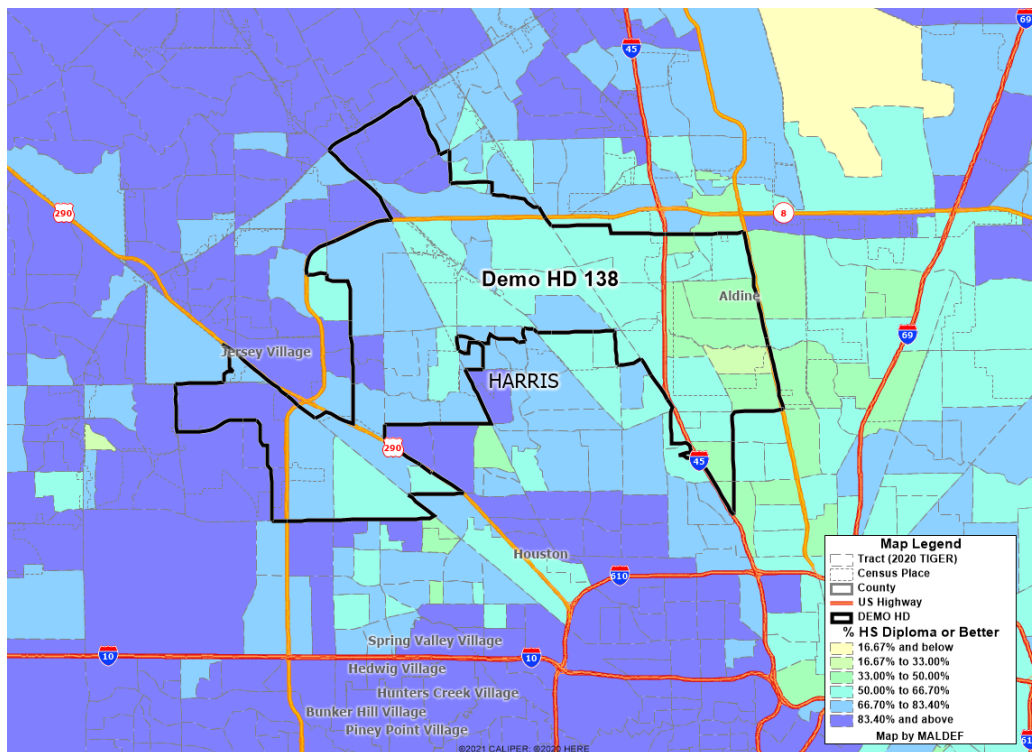 69
45
290
8
Demo HD 138
Aldine
69
Jersey Village
HARRIS
290
45
Houston
610
Spring Valley Village
10
10
Hedwig Village
Hunters Creek Village
Bunker Hill Village
Piney Point Village
Map Legend
Tract (2020 TIGER)
Census Place
County
US Highway
DEMO HD
% HS Diploma or Better
16.67% and below
16.67% to 33.00%
33.00% to 50.00%
50.00% to 66.70%
66.70% to 83.40%
83.40% and above
Map by MALDEF
©2021 CALIPER; ©2020 HERE